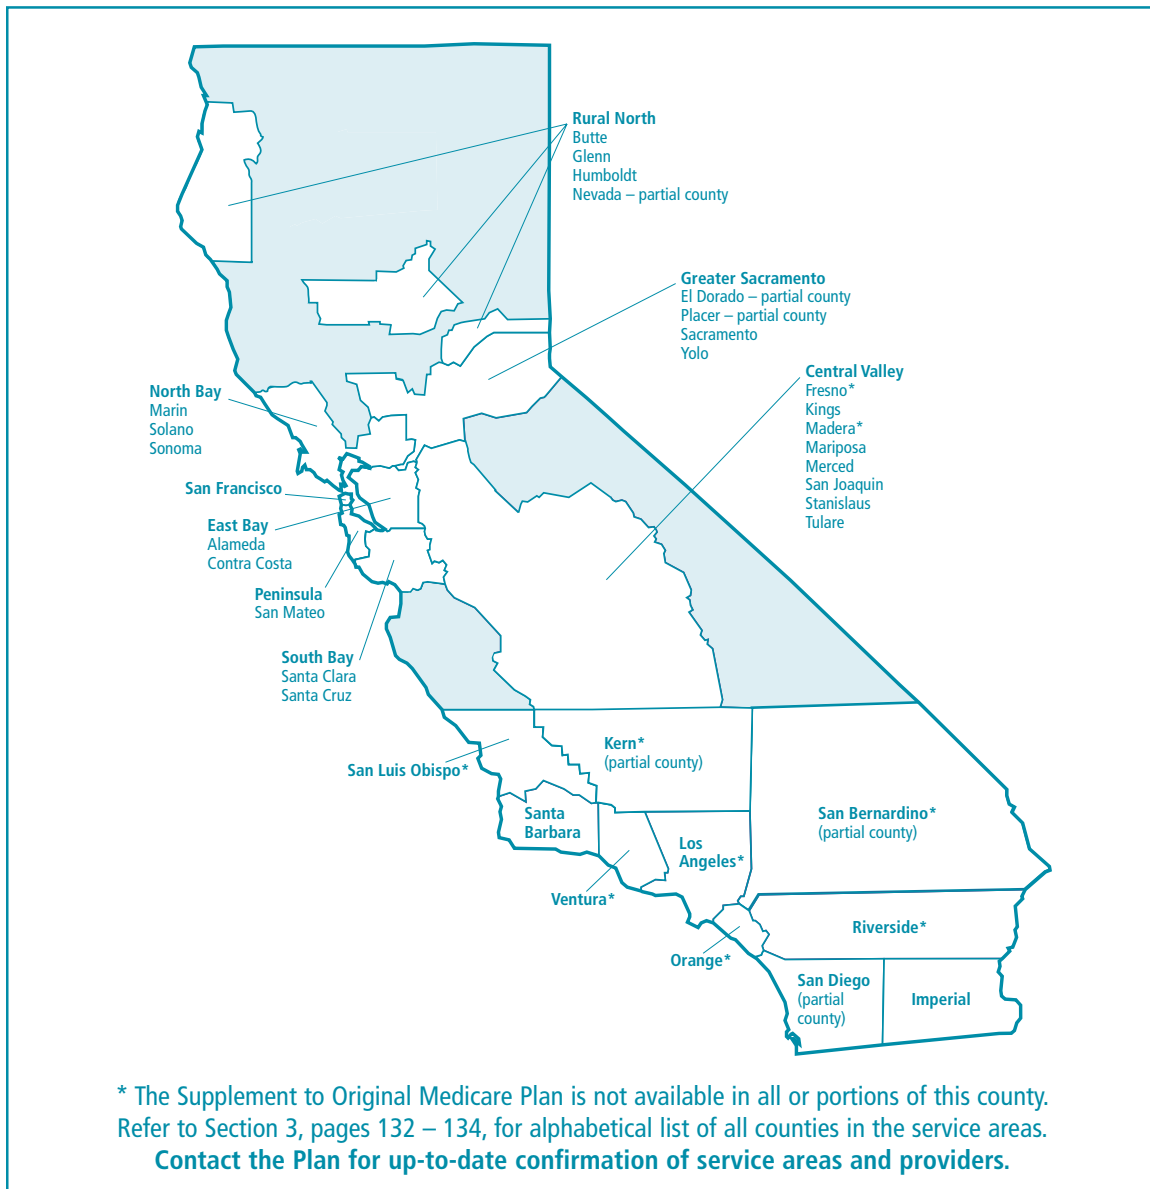 Rural North
Butte
Glenn
Humboldt
Nevada – partial county
Greater Sacramento
El Dorado – partial county
Placer – partial county
Sacramento
Yolo
Central Valley
Fresno*
Kings
Madera*
Mariposa
Merced
San Joaquin
Stanislaus
Tulare
North Bay
Marin
Solano
Sonoma
San Francisco
East Bay
Alameda
Contra Costa
Peninsula
San Mateo
South Bay
Santa Clara
Santa Cruz
San Luis Obispo*
Kern*
(partial county)
Santa
Barbara
Los
Angeles*
San Bernardino*
(partial county)
Ventura*
Orange*
Riverside*
San Diego
(partial
county)
Imperial
* The Supplement to Original Medicare Plan is not available in all or portions of this county.
Refer to Section 3, pages 132 – 134, for alphabetical list of all counties in the service areas.
Contact the Plan for up-to-date confirmation of service areas and providers.